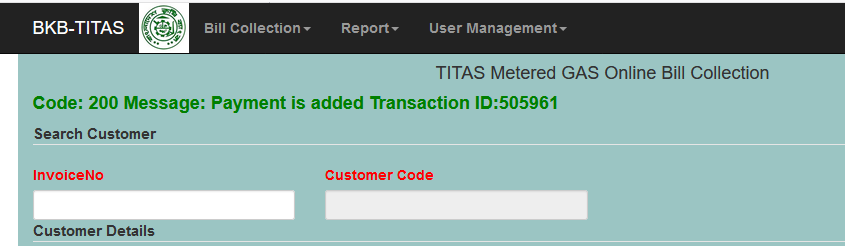 BKB-TITAS Bill Collection Report User Management
TITAS Metered GAS Online Bill Collection
Code: 200 Message: Payment is added Transaction ID:505961
Search Customer
InvoiceNo Customer Code
Customer Details